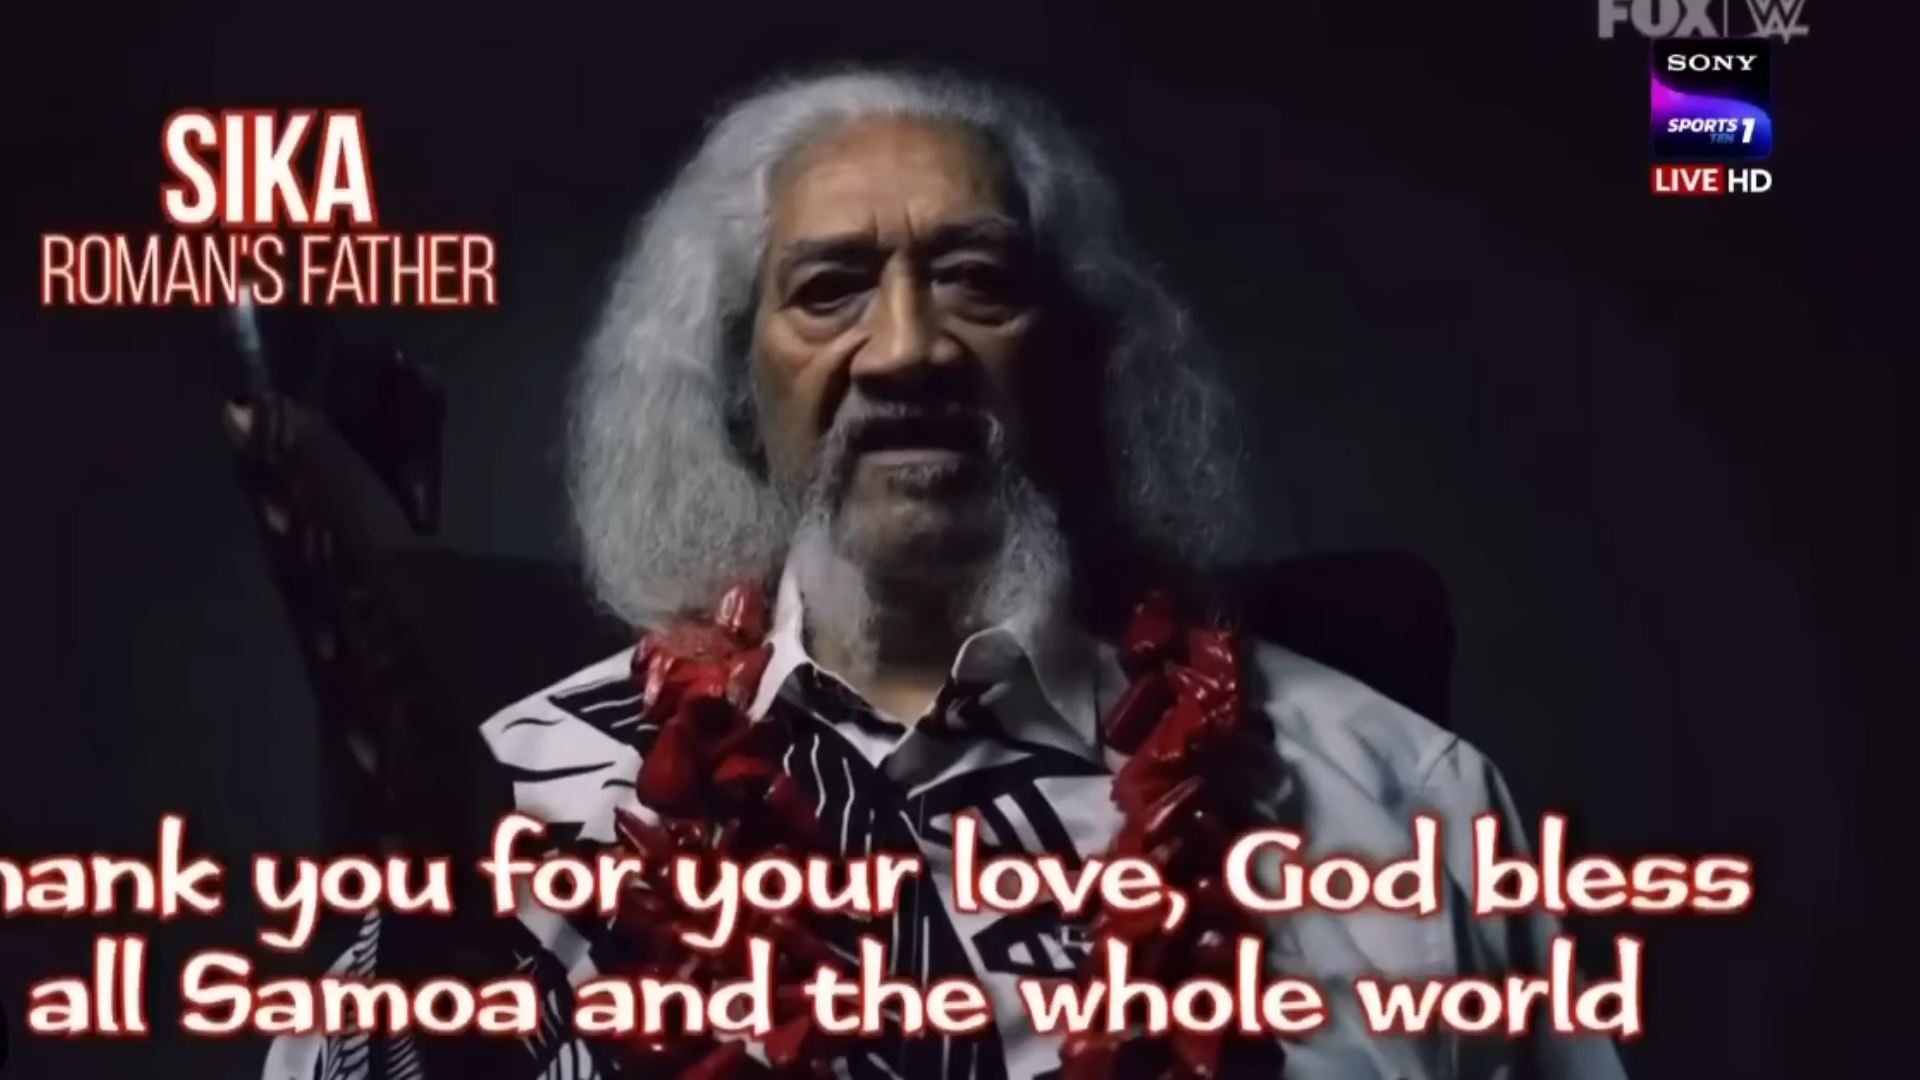 FOX W
SONY
SPORTS 1
TEN
LIVE HD
SIKA
ROMAN'S FATHER
hank you for your love, God bless
all Samoa and the whole world